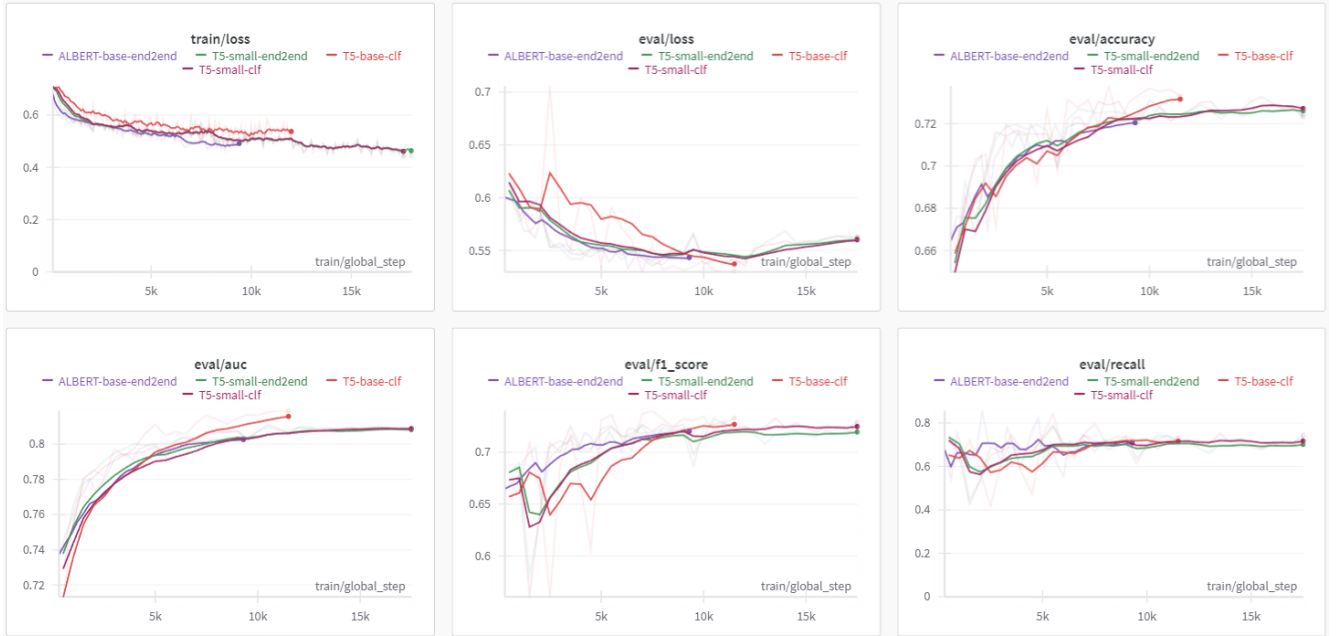 train/loss
ALBERT-base-end2end T5-small-end2end T5-base-clf
T5-small-clf
0.6
0.4
0.2
0
train/global_step
5k 10k 15k
eval/loss
ALBERT-base-end2end T5-small-end2end T5-base-clf
T5-small-clf
0.7
0.65
0.6
0.55
train/global_step
5k 10k 15k
eval/accuracy
ALBERT-base-end2end T5-small-end2end T5-base-clf
T5-small-clf
0.72
0.7
0.68
0.66
train/global_step
5k 10k 15k
eval/auc
ALBERT-base-end2end T5-small-end2end T5-base-clf
T5-small-clf
0.8
0.78
0.76
0.74
0.72
train/global_step
5k 10k 15k
eval/f1_score
ALBERT-base-end2end T5-small-end2end T5-base-clf
T5-small-clf
0.7
0.65
0.6
train/global_step
5k 10k 15k
eval/recall
ALBERT-base-end2end T5-small-end2end T5-base-clf
T5-small-clf
0.8
0.6
0.4
0.2
0
train/global_step
5k 10k 15k